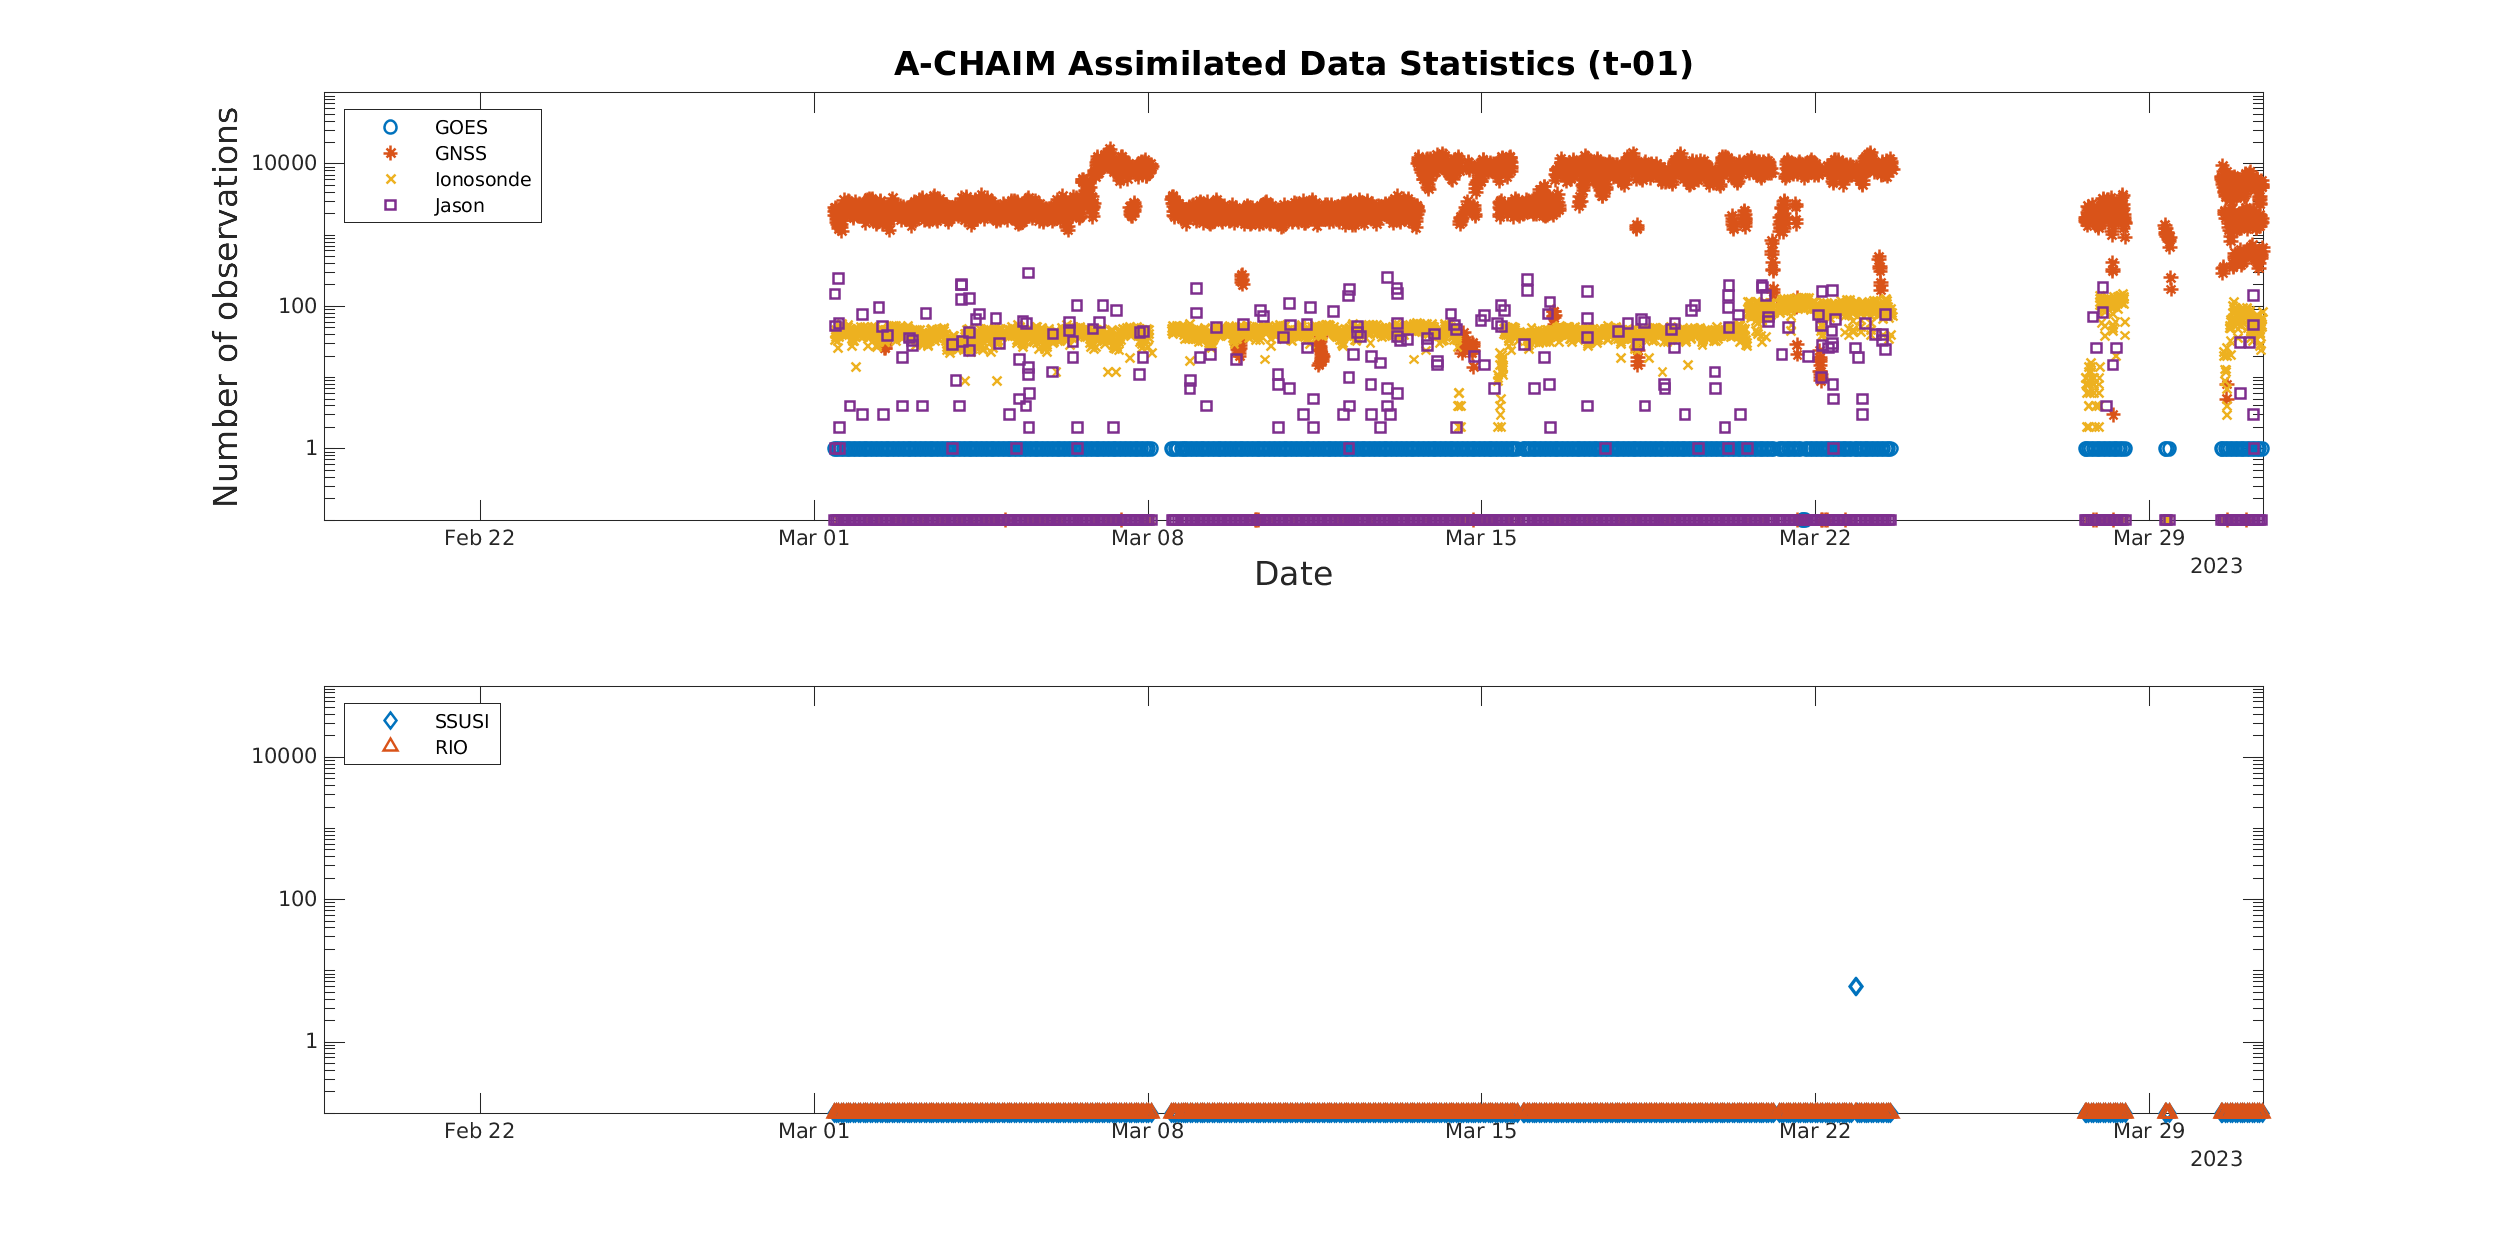 A-CHAIM Assimilated Data Statistics (t-01)
GOES
GNSS
Ionosonde
Jason
10000
100
1
Number of observations
Feb 22
Mar 01
Mar 08
Mar 15
Mar 22
Mar 29
2023
Date
SSUSI
RIO
10000
100
1
Feb 22
Mar 01
Mar 08
Mar 15
Mar 22
Mar 29
2023